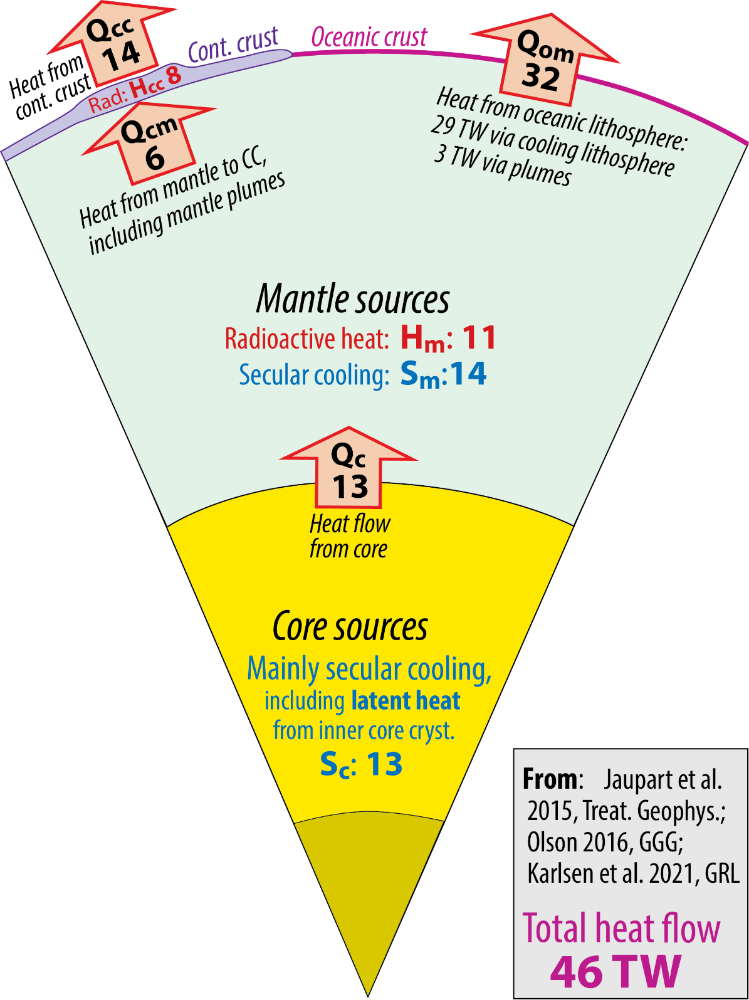 Qcc
14
Heat from
cont. crust
Cont. crust
Oceanic crust
Rad: Hcc 8
Qom
32
Heat from oceanic lithosphere:
29 TW via cooling lithosphere
3 TW via plumes
Qcm
6
Heat from mantle to CC,
including mantle plumes
Mantle sources
Radioactive heat: Hm: 11
Secular cooling: Sm:14
Qc
13
Heat flow
from core
Core sources
Mainly secular cooling,
including latent heat
from inner core cryst.
Sc: 13
From: Jaupart et al.
2015, Treat. Geophys.;
Olson 2016, GGG;
Karlsen et al. 2021, GRL
Total heat flow
46 TW